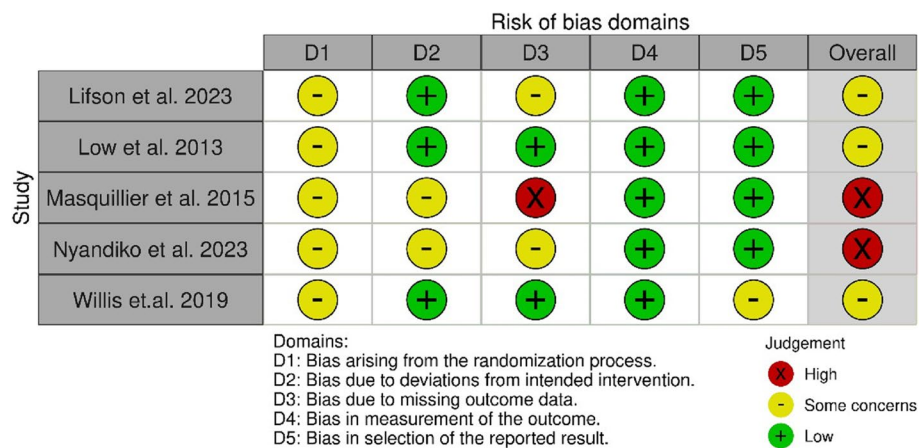 Risk of bias domains
D1 D2 D3 D4 D5 Overall
Study
Lifson et al. 2023 - + - + + -
Low et al. 2013 - + + + + -
Masquillier et al. 2015 - - X + + X
Nyandiko et al. 2023 - - - + + X
Willis et.al. 2019 - + + + - -
Domains:
D1: Bias arising from the randomization process.
D2: Bias due to deviations from intended intervention.
D3: Bias due to missing outcome data.
D4: Bias in measurement of the outcome.
D5: Bias in selection of the reported result.
Judgement
X High
- Some concerns
+ Low